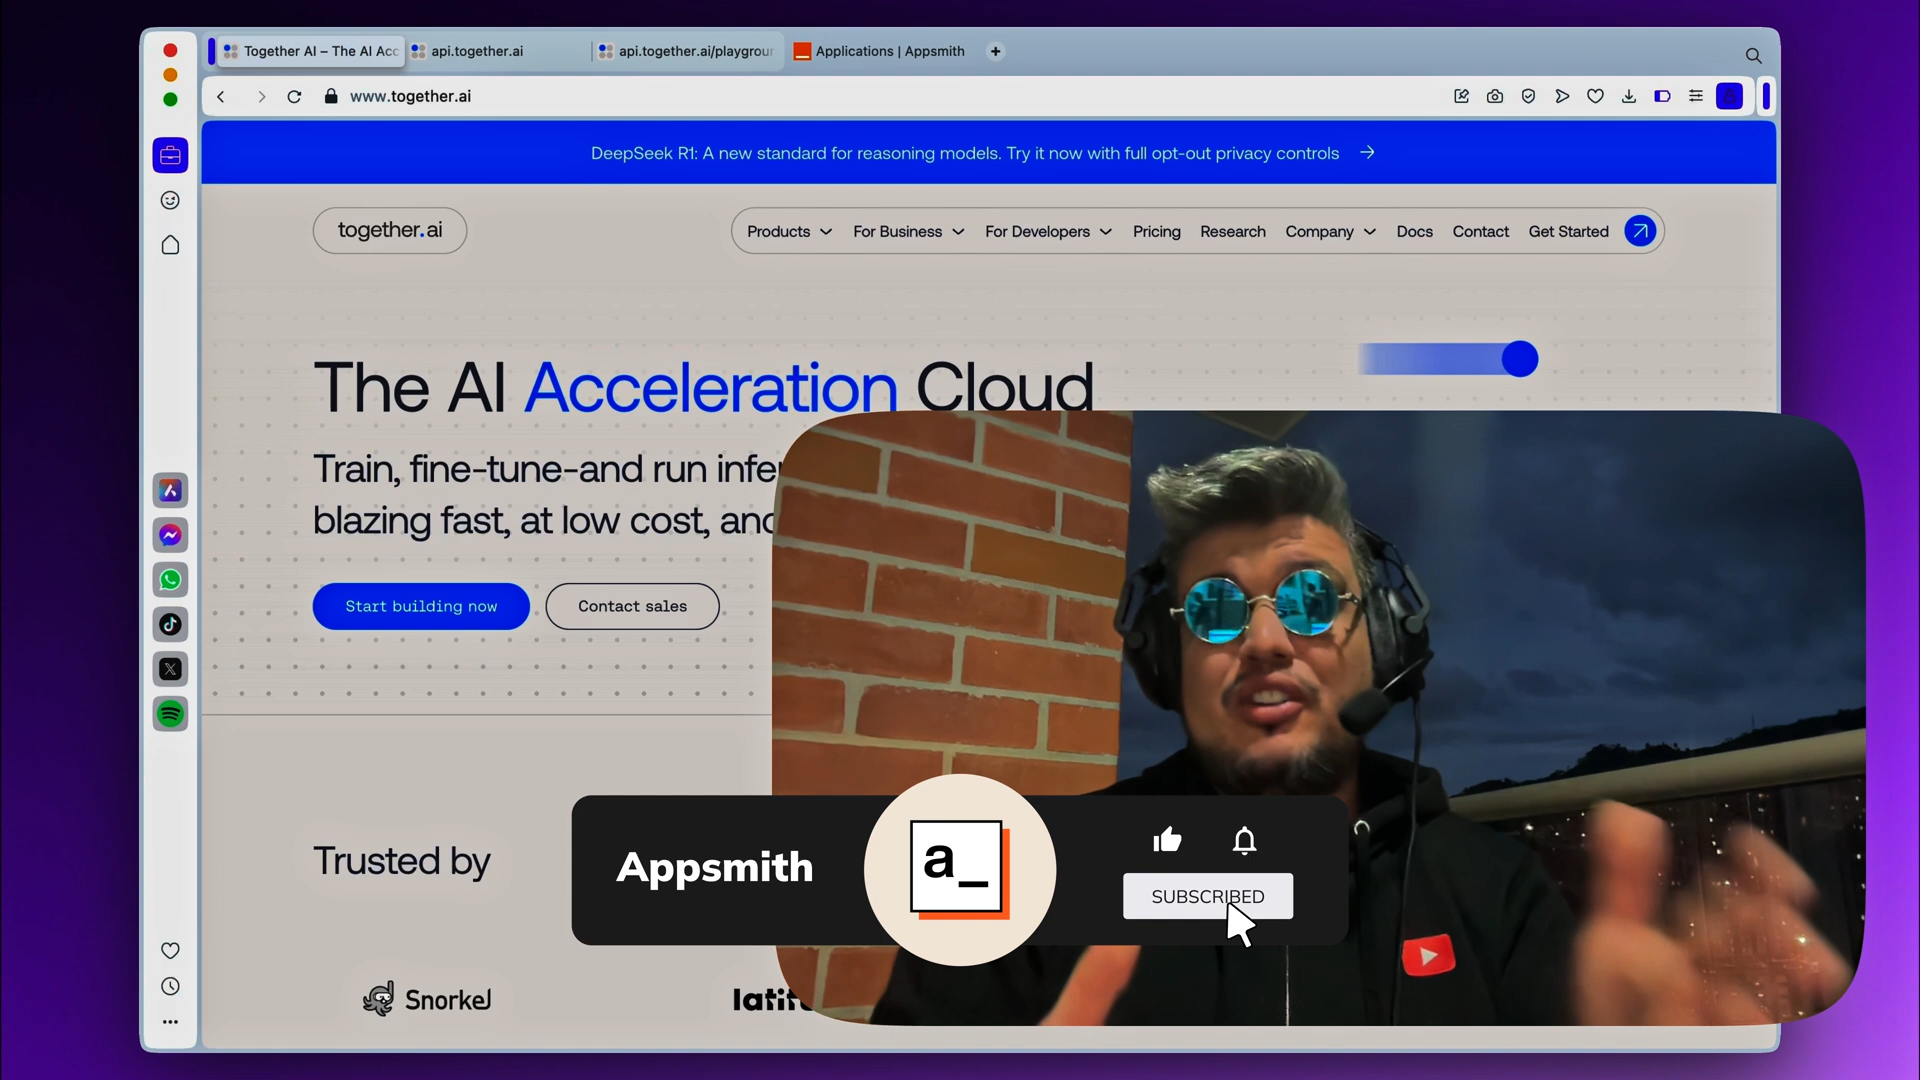 Together AI – The AI Acc
api.together.ai
api.together.ai/playgroun
Applications | Appsmith
www.together.ai
DeepSeek R1: A new standard for reasoning models. Try it now with full opt-out privacy controls
together.ai
Products
For Business
For Developers
Pricing
Research
Company
Docs
Contact
Get Started
The AI Acceleration Cloud
Train, fine-tune-and run infe
blazing fast, at low cost, and
Start building now
Contact sales
Trusted by
Appsmith
a_
SUBSCRIBED
Snorkel
latit